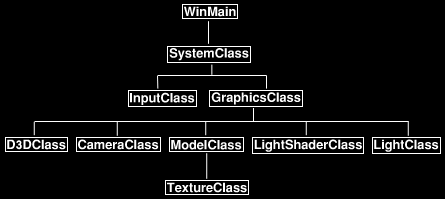 WinMain
SystemClass
InputClass GraphicsClass
D3DClass CameraClass ModelClass LightShaderClass LightClass
TextureClass